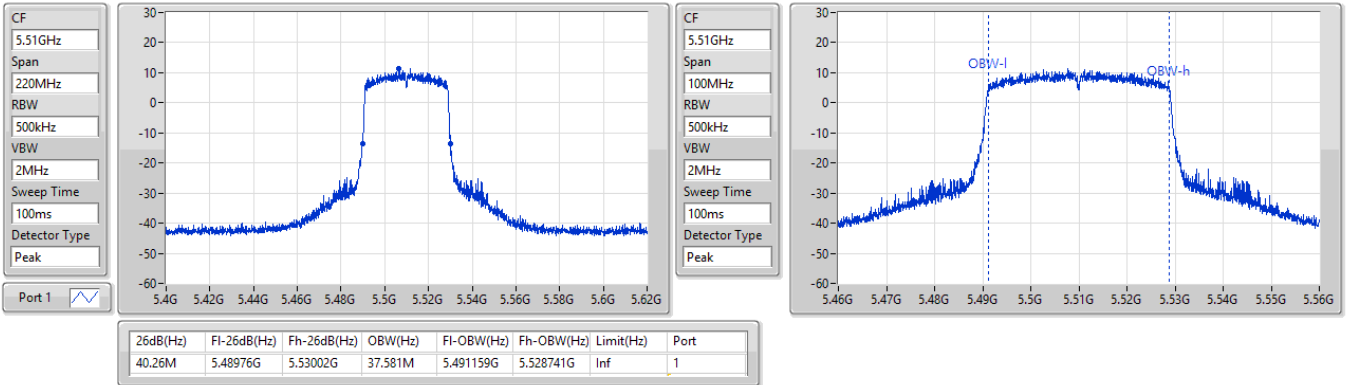 CF
5.51GHz
Span
220MHz
RBW
500kHz
VBW
2MHz
Sweep Time
100ms
Detector Type
Peak
Port 1
30
20
10
0
-10
-20
-30
-40
-50
-60
5.4G 5.42G 5.44G 5.46G 5.48G 5.5G 5.52G 5.54G 5.56G 5.58G 5.6G 5.62G
CF
5.51GHz
Span
100MHz
RBW
500kHz
VBW
2MHz
Sweep Time
100ms
Detector Type
Peak
30
20
10
0
-10
-20
-30
-40
-50
-60
OBW-l
OBW-h
5.46G 5.47G 5.48G 5.49G 5.5G 5.51G 5.52G 5.53G 5.54G 5.55G 5.56G
26dB(Hz) Fl-26dB(Hz) Fh-26dB(Hz) OBW(Hz) Fl-OBW(Hz) Fh-OBW(Hz) Limit(Hz) Port
40.26M 5.48976G 5.53002G 37.581M 5.491159G 5.528741G Inf 1